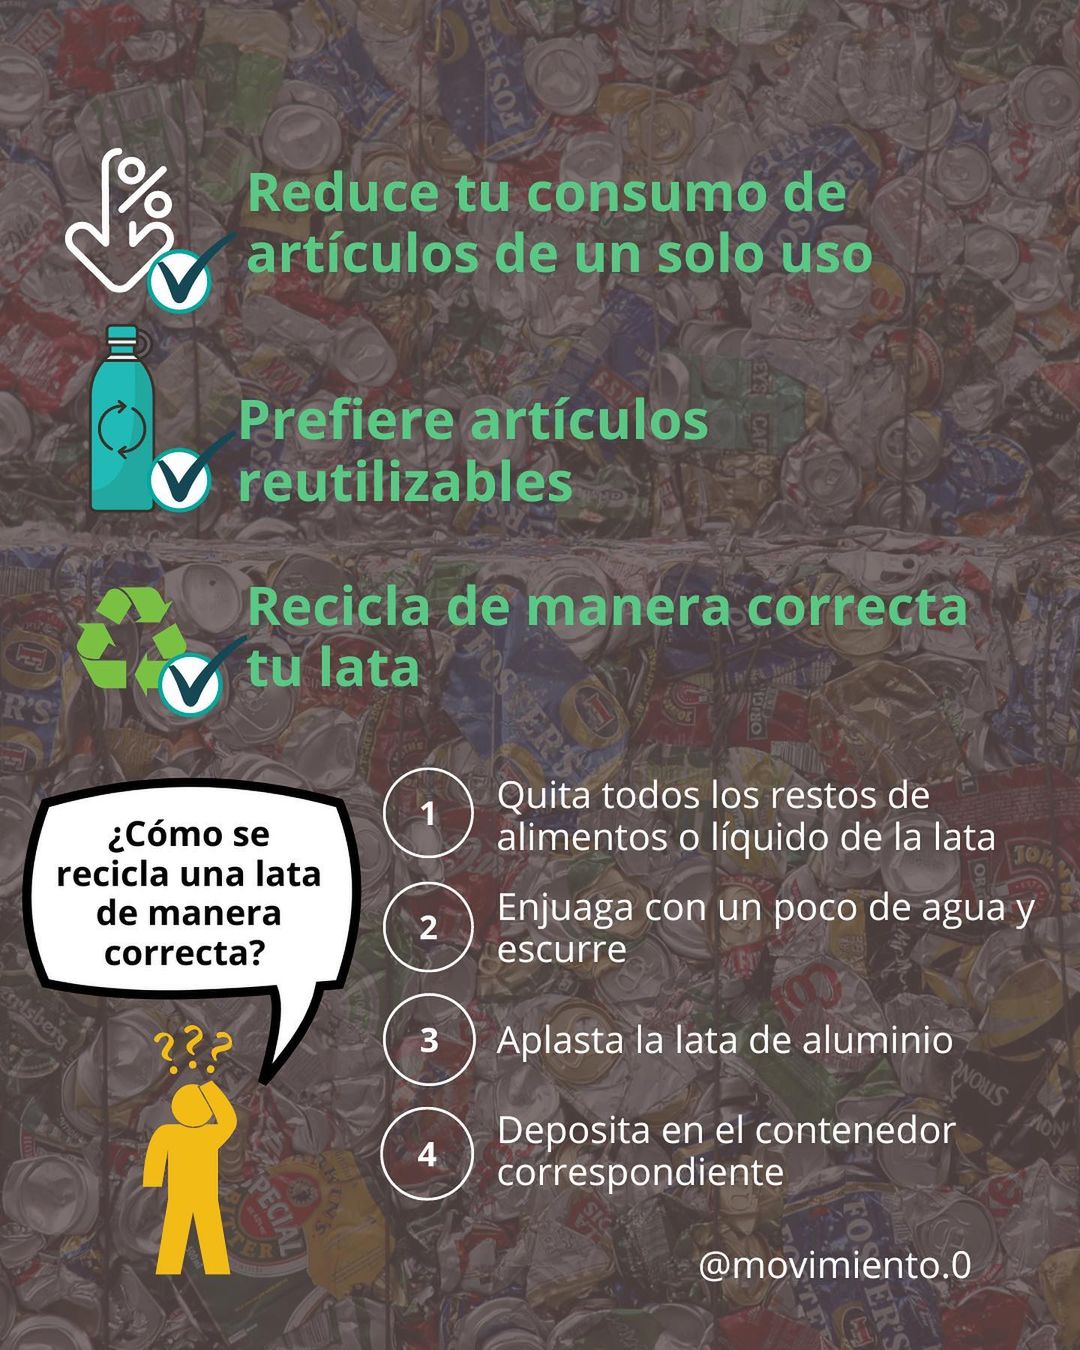 Reduce tu consumo de
artículos de un solo uso
Prefiere artículos
reutilizables
Recicla de manera correcta
tu lata
¿Cómo se
recicla una lata
de manera
correcta?
???
1
Quita todos los restos de
alimentos o líquido de la lata
2
Enjuaga con un poco de agua y
escurre
3
Aplasta la lata de aluminio
4
Deposita en el contenedor
correspondiente
@movimiento.0